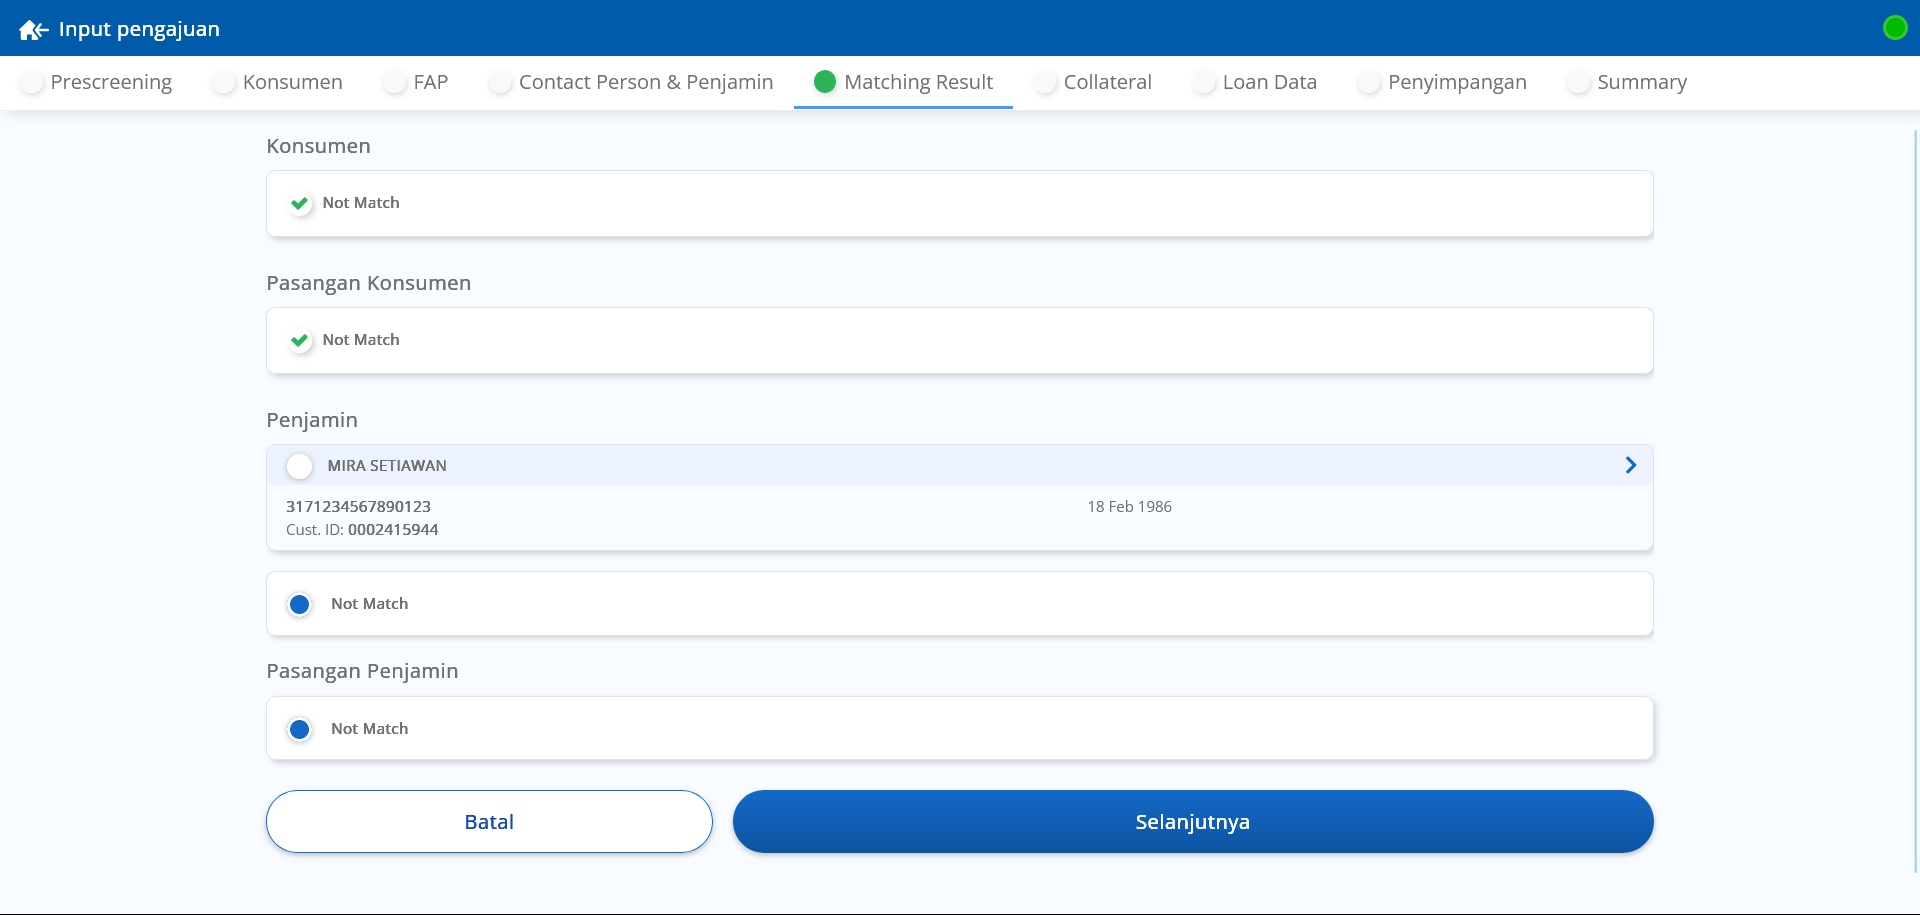 Input pengajuan
Prescreening Konsumen FAP Contact Person & Penjamin Matching Result Collateral Loan Data Penyimpangan Summary
Konsumen
Not Match
Pasangan Konsumen
Not Match
Penjamin
MIRA SETIAWAN
3171234567890123 18 Feb 1986
Cust. ID: 0002415944
Not Match
Pasangan Penjamin
Not Match
Batal Selanjutnya